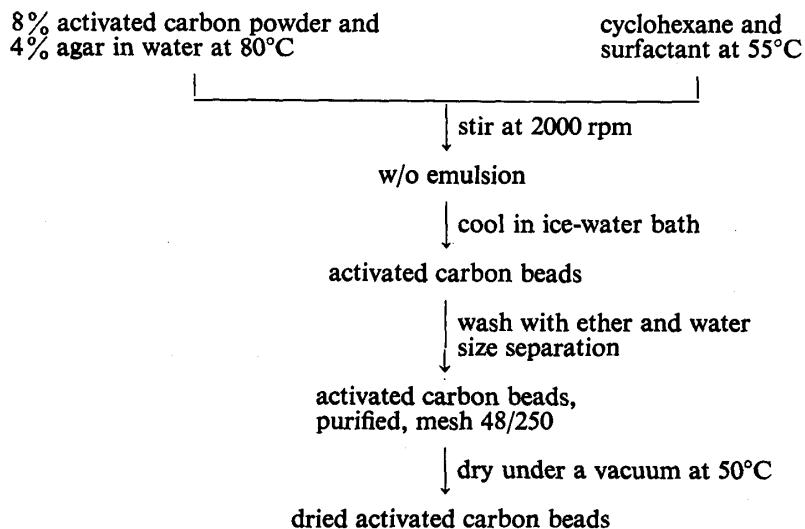 8% activated carbon powder and
4% agar in water at 80°C
cyclohexane and
surfactant at 55°C
stir at 2000 rpm
w/o emulsion
cool in ice-water bath
activated carbon beads
wash with ether and water
size separation
activated carbon beads,
purified, mesh 48/250
dry under a vacuum at 50°C
dried activated carbon beads